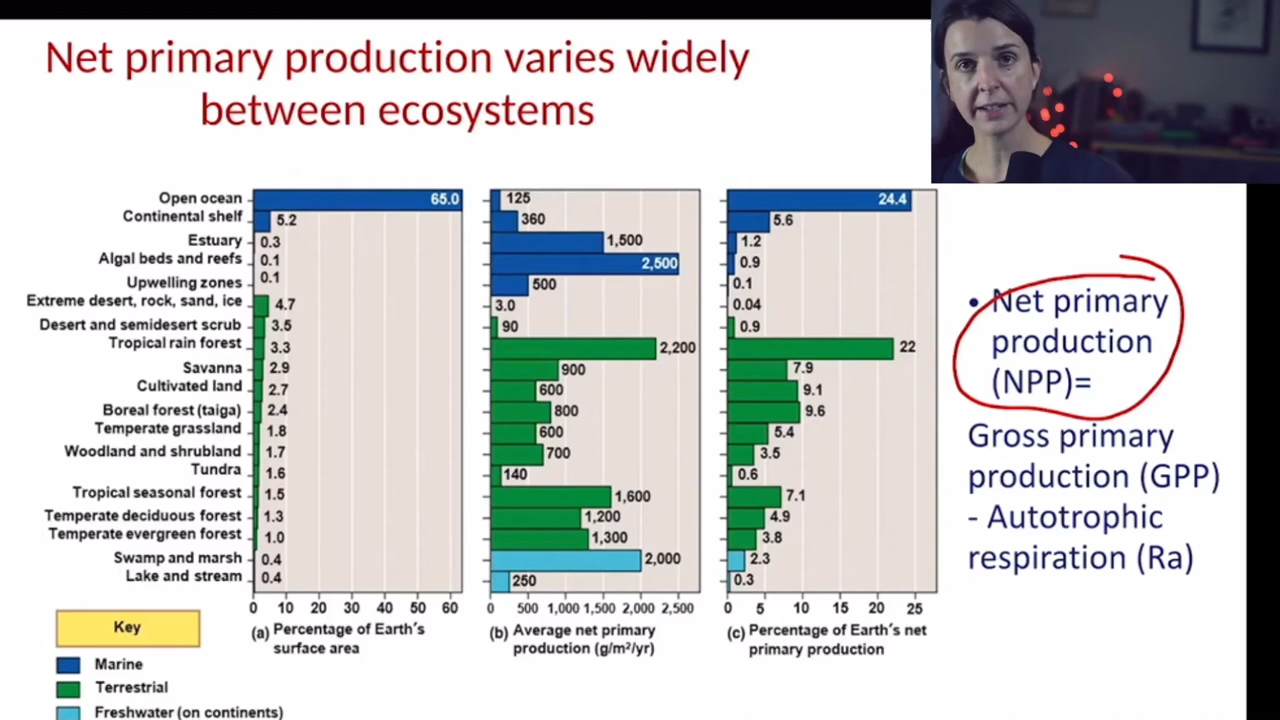 Net primary production varies widely
between ecosystems
Open ocean
Continental shelf
Estuary
Algal beds and reefs
Upwelling zones
Extreme desert, rock, sand, ice
Desert and semidesert scrub
Tropical rain forest
Savanna
Cultivated land
Boreal forest (taiga)
Temperate grassland
Woodland and shrubland
Tundra
Tropical seasonal forest
Temperate deciduous forest
Temperate evergreen forest
Swamp and marsh
Lake and stream
65.0
5.2
0.3
0.1
0.1
4.7
3.5
3.3
2.9
2.7
2.4
1.8
1.7
1.6
1.5
1.3
1.0
0.4
0.4
0 10 20 30 40 50 60
(a) Percentage of Earth's
surface area
125
360
1,500
2,500
500
3.0
90
2,200
900
600
800
600
700
140
1,600
1,200
1,300
2,000
250
0 500 1,000 1,500 2,000 2,500
(b) Average net primary
production (g/m²/yr)
24.4
5.6
1.2
0.9
0.1
0.04
0.9
22
7.9
9.1
9.6
5.4
3.5
0.6
7.1
4.9
3.8
2.3
0.3
0 5 10 15 20 25
(c) Percentage of Earth's net
primary production
Key
Marine
Terrestrial
Freshwater (on continents)
• Net primary
production
(NPP)=
Gross primary
production (GPP)
- Autotrophic
respiration (Ra)